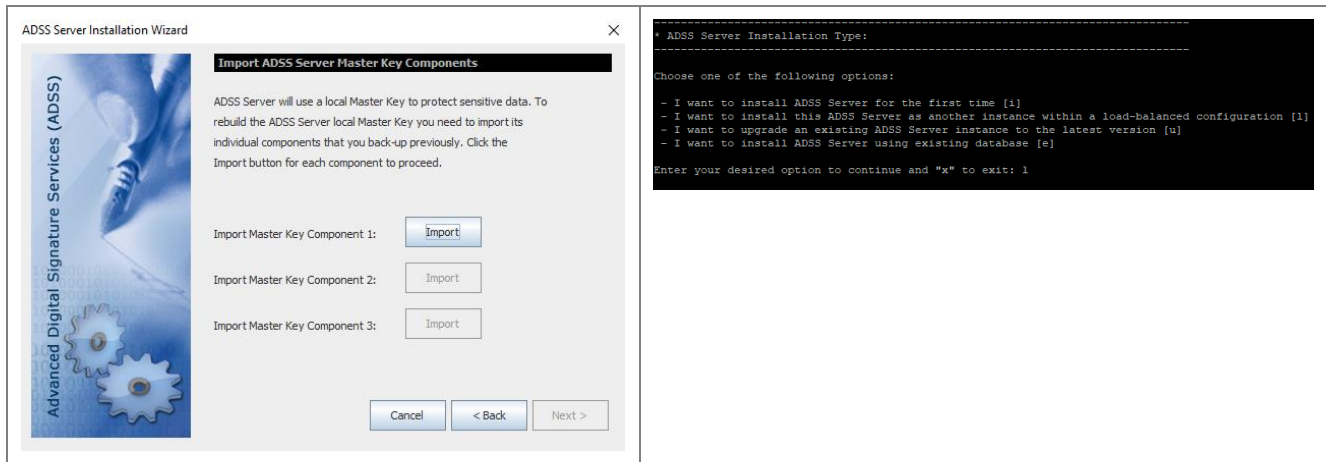 ADSS Server Installation Wizard
Advanced Digital Signature Services (ADSS)
Import ADSS Server Master Key Components
ADSS Server will use a local Master Key to protect sensitive data. To
rebuild the ADSS Server local Master Key you need to import its
individual components that you back-up previously. Click the
Import button for each component to proceed.
Import Master Key Component 1:
Import
Import Master Key Component 2:
Import
Import Master Key Component 3:
Import
Cancel
< Back
Next >
* ADSS Server Installation Type:
Choose one of the following options:
- I want to install ADSS Server for the first time [i]
- I want to install this ADSS Server as another instance within a load-balanced configuration [l]
- I want to upgrade an existing ADSS Server instance to the latest version [u]
- I want to install ADSS Server using existing database [e]
Enter your desired option to continue and "x" to exit: l